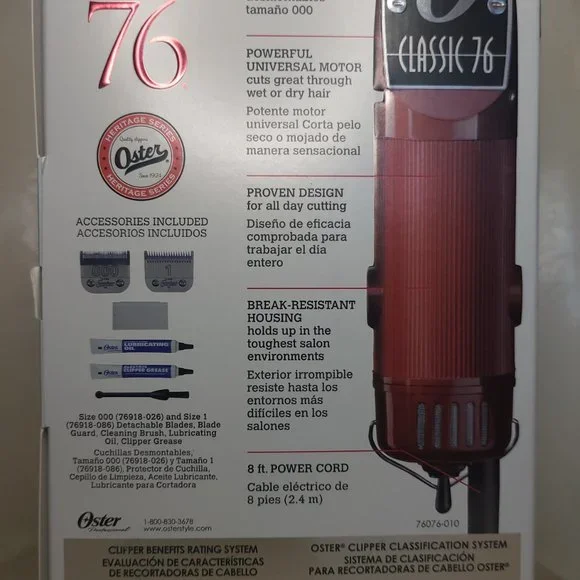 76
HERITAGE SERIES
Quality clippers
Oster
Since 1924
HERITAGE SERIES
ACCESSORIES INCLUDED
ACCESORIOS INCLUIDOS
000
1
Oster
LUBRICATING
OIL
Oster
CLIPPER GREASE
Size 000 (76918-026) and Size 1
(76918-086) Detachable Blades, Blade
Guard, Cleaning Brush, Lubricating
Oil, Clipper Grease
Cuchillas Desmontables,
Tamaño 000 (76918-026) y Tamaño 1
(76918-086), Protector de Cuchilla,
Cepillo de Limpieza, Aceite Lubricante,
Lubricante para Cortadora
Oster
Professional
1-800-830-3678
www.osterstyle.com
tamaño 000
POWERFUL
UNIVERSAL MOTOR
cuts great through
wet or dry hair
Potente motor
universal Corta pelo
seco o mojado de
manera sensacional
PROVEN DESIGN
for all day cutting
Diseño de eficacia
comprobada para
trabajar el día
entero
BREAK-RESISTANT
HOUSING
holds up in the
toughest salon
environments
Exterior irrompible
resiste hasta los
entornos más
difíciles en los
salones
8 ft. POWER CORD
Cable eléctrico de
8 pies (2.4 m)
CLASSIC 76
76076-010
CLIPPER BENEFITS RATING SYSTEM
EVALUACIÓN DE CARACTERÍSTICAS
DE RECORTADORAS DE CABELLO
OSTER® CLIPPER CLASSIFICATION SYSTEM
SISTEMA DE CLASIFICACIÓN
PARA RECORTADORAS DE CABELLO OSTER®